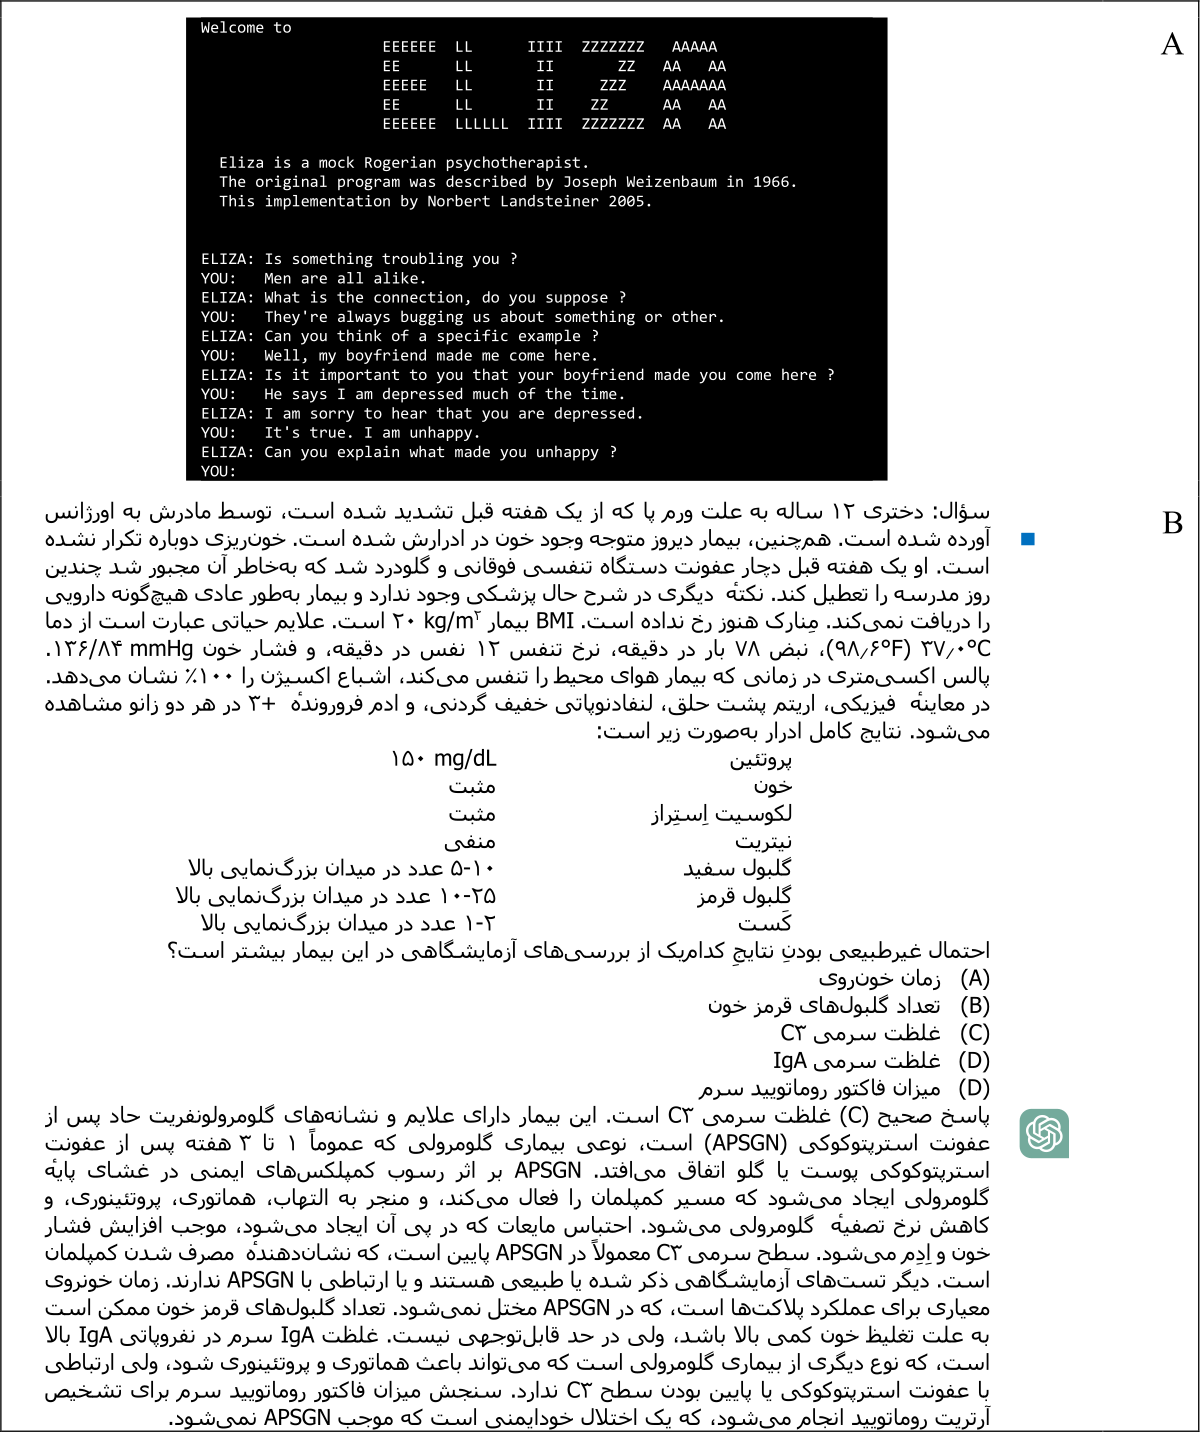 A
Welcome to
EEEEEE LL IIII ZZZZZZZ AAAAA
EE LL II ZZ AA AA
EEEEE LL II ZZZ AAAAAAA
EE LL II ZZ AA AA
EEEEEE LLLLLL IIII ZZZZZZZ AA AA
Eliza is a mock Rogerian psychotherapist.
The original program was described by Joseph Weizenbaum in 1966.
This implementation by Norbert Landsteiner 2005.
ELIZA: Is something troubling you ?
YOU: Men are all alike.
ELIZA: What is the connection, do you suppose ?
YOU: They're always bugging us about something or other.
ELIZA: Can you think of a specific example ?
YOU: Well, my boyfriend made me come here.
ELIZA: Is it important to you that your boyfriend made you come here ?
YOU: He says I am depressed much of the time.
ELIZA: I am sorry to hear that you are depressed.
YOU: It's true. I am unhappy.
ELIZA: Can you explain what made you unhappy ?
YOU:
B
سؤال: دختری ۱۲ ساله به علت ورم پا که از یک هفته قبل تشدید شده است، توسط مادرش به اورژانس
آورده شده است. همچنین، بیمار دیروز متوجه وجود خون در ادرارش شده است. خون‌ریزی دوباره تکرار نشده
است. او یک هفته قبل دچار عفونت دستگاه تنفسی فوقانی و گلودرد شد که به‌خاطر آن مجبور شد چندین
روز مدرسه را تعطیل کند. نکتهٔ دیگری در شرح حال پزشکی وجود ندارد و بیمار به‌طور عادی هیچ‌گونه دارویی
را دریافت نمی‌کند. مِنارک هنوز رخ نداده است. BMI بیمار ۲۰ kg/m۲ است. علایم حیاتی عبارت است از دما
۳۷٫۰°C (۹۸٫۶°F)، نبض ۷۸ بار در دقیقه، نرخ تنفس ۱۲ نفس در دقیقه، و فشار خون ۱۳۶/۸۴ mmHg.
پالس اکسی‌متری در زمانی که بیمار هوای محیط را تنفس می‌کند، اشباع اکسیژن را ۱۰۰٪ نشان می‌دهد.
در معاینهٔ فیزیکی، اریتم پشت حلق، لنفادنوپاتی خفیف گردنی، و ادم فروروندهٔ +۳ در هر دو زانو مشاهده
می‌شود. نتایج کامل ادرار به‌صورت زیر است:
پروتئین ۱۵۰ mg/dL
خون مثبت
لکوسیت اِستِراز مثبت
نیتریت منفی
گلبول سفید ۵-۱۰ عدد در میدان بزرگ‌نمایی بالا
گلبول قرمز ۱۰-۲۵ عدد در میدان بزرگ‌نمایی بالا
کَست ۱-۲ عدد در میدان بزرگ‌نمایی بالا
احتمال غیرطبیعی بودنِ نتایجِ کدام‌یک از بررسی‌های آزمایشگاهی در این بیمار بیشتر است؟
(A) زمان خون‌روی
(B) تعداد گلبول‌های قرمز خون
(C) غلظت سرمی C۳
(D) غلظت سرمی IgA
(D) میزان فاکتور روماتویید سرم
پاسخ صحیح (C) غلظت سرمی C۳ است. این بیمار دارای علایم و نشانه‌های گلومرولونفریت حاد پس از
عفونت استرپتوکوکی (APSGN) است، نوعی بیماری گلومرولی که عموماً ۱ تا ۳ هفته پس از عفونت
استرپتوکوکی پوست یا گلو اتفاق می‌افتد. APSGN بر اثر رسوب کمپلکس‌های ایمنی در غشای پایهٔ
گلومرولی ایجاد می‌شود که مسیر کمپلمان را فعال می‌کند، و منجر به التهاب، هماتوری، پروتئینوری، و
کاهش نرخ تصفیهٔ گلومرولی می‌شود. احتباس مایعات که در پی آن ایجاد می‌شود، موجب افزایش فشار
خون و اِدِم می‌شود. سطح سرمی C۳ معمولاً در APSGN پایین است، که نشان‌دهندهٔ مصرف شدن کمپلمان
است. دیگر تست‌های آزمایشگاهی ذکر شده یا طبیعی هستند و یا ارتباطی با APSGN ندارند. زمان خونروی
معیاری برای عملکرد پلاکت‌ها است، که در APSGN مختل نمی‌شود. تعداد گلبول‌های قرمز خون ممکن است
به علت تغلیظ خون کمی بالا باشد، ولی در حد قابل‌توجهی نیست. غلظت IgA سرم در نفروپاتی IgA بالا
است، که نوع دیگری از بیماری گلومرولی است که می‌تواند باعث هماتوری و پروتئینوری شود، ولی ارتباطی
با عفونت استرپتوکوکی یا پایین بودن سطح C۳ ندارد. سنجش میزان فاکتور روماتویید سرم برای تشخیص
آرتریت روماتویید انجام می‌شود، که یک اختلال خودایمنی است که موجب APSGN نمی‌شود.